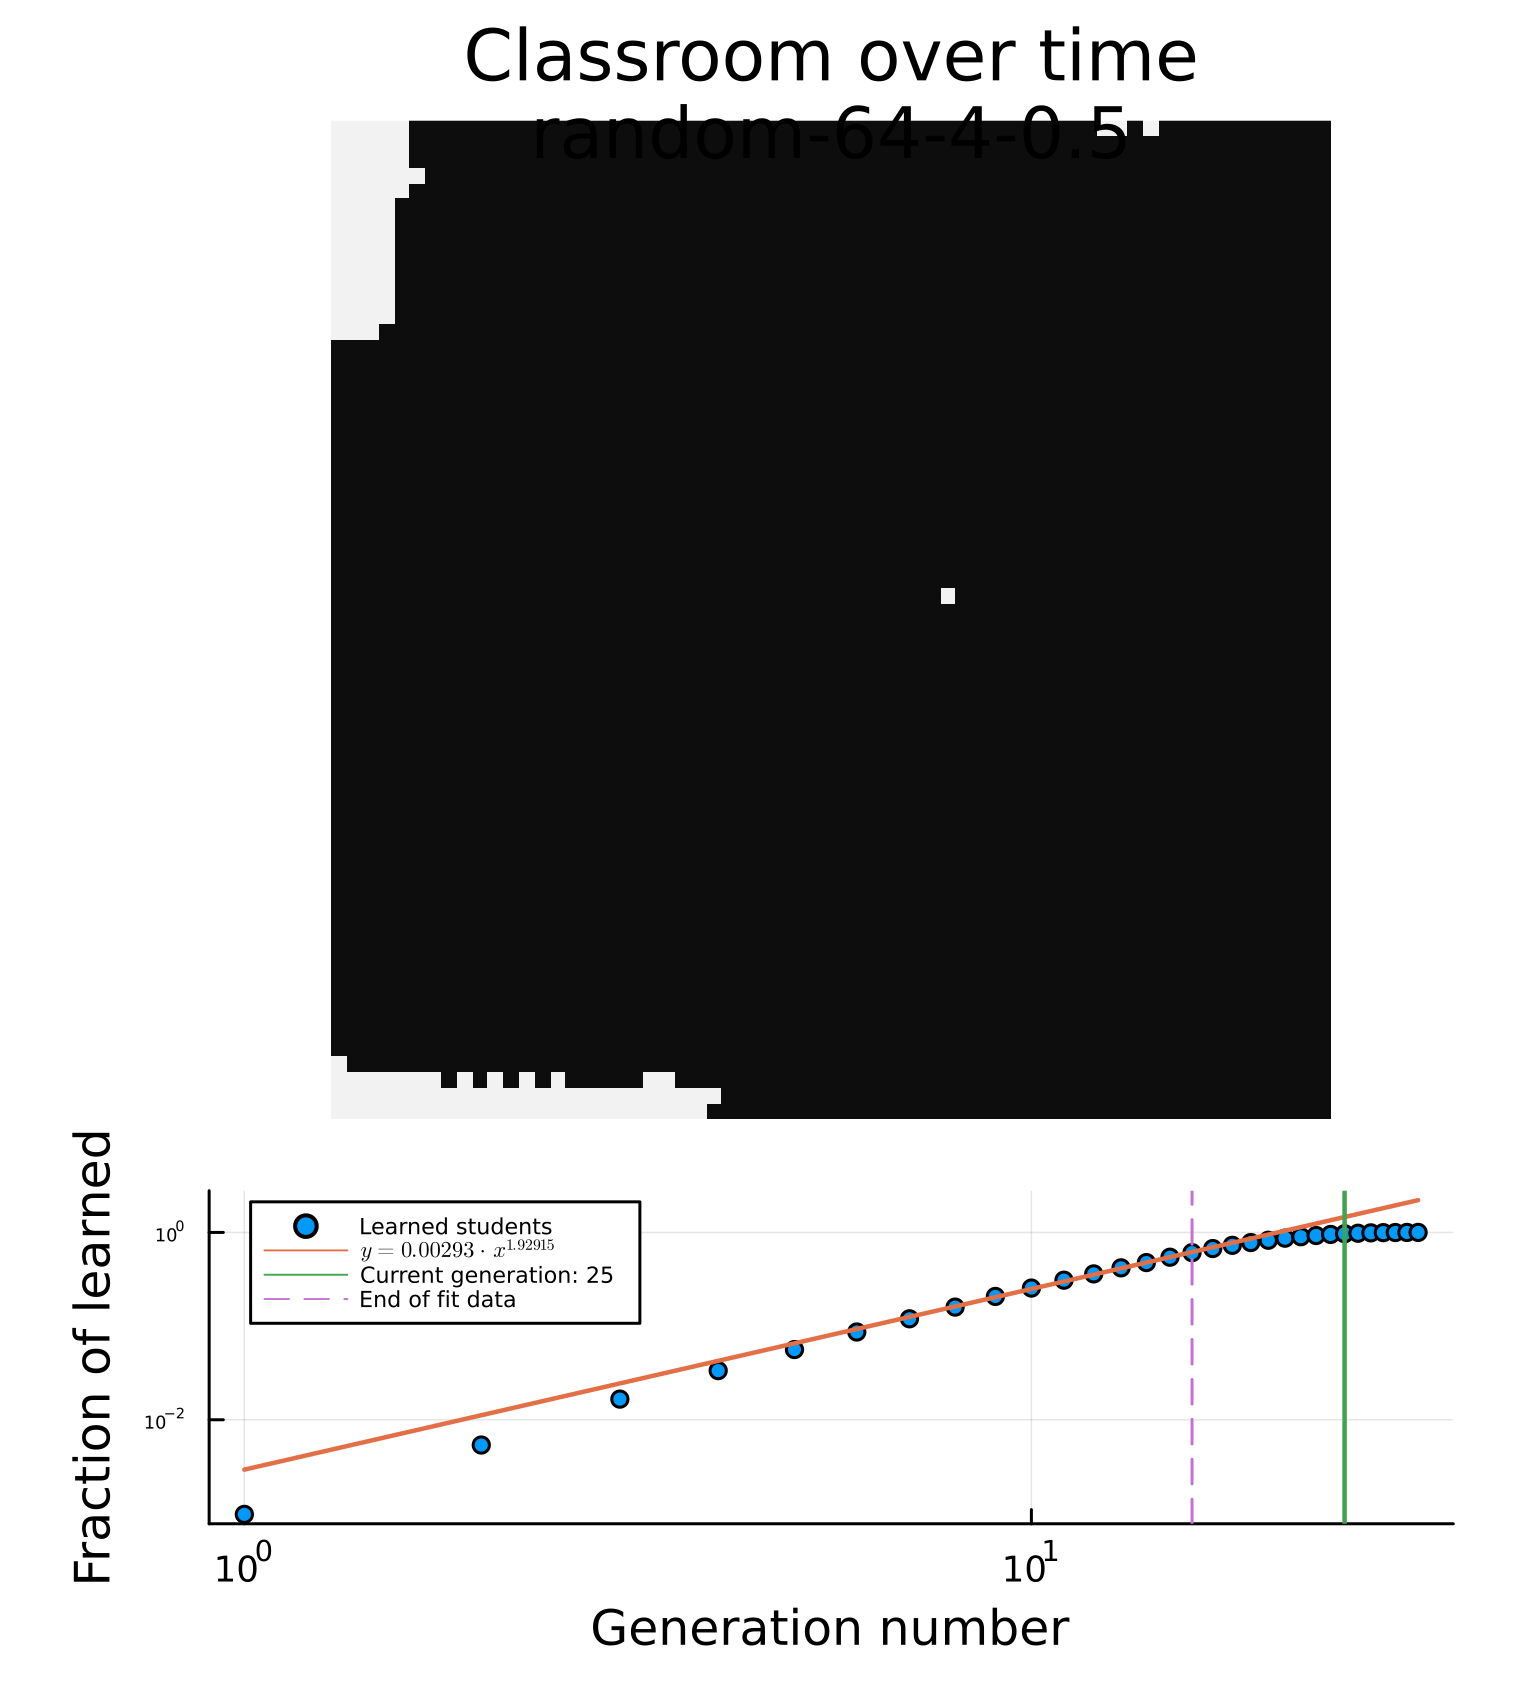 Classroom over time
random-64-4-0.5
Fraction of learned
10⁰
10⁻²
Learned students
y = 0.00293 · x^1.92915
Current generation: 25
End of fit data
10⁰
10¹
Generation number